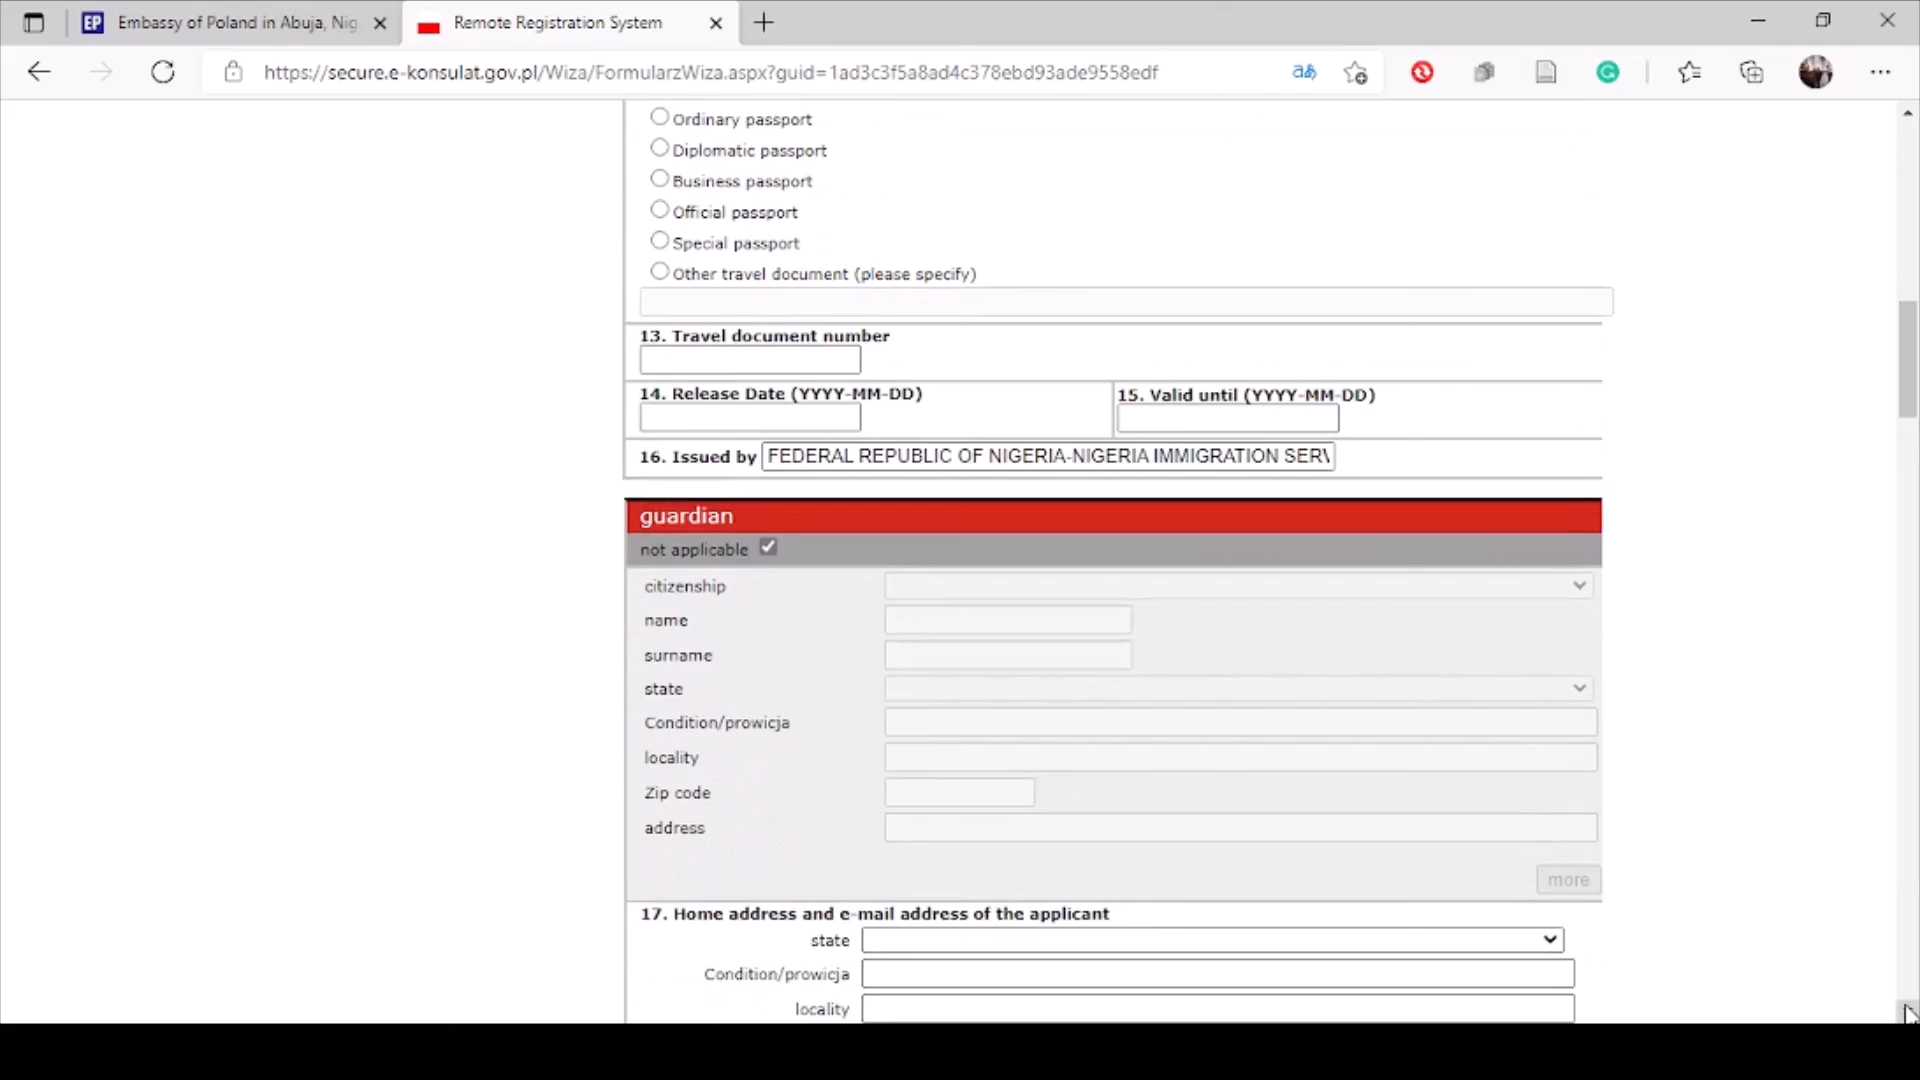 Embassy of Poland in Abuja, Nig
Remote Registration System
https://secure.e-konsulat.gov.pl/Wiza/FormularzWiza.aspx?guid=1ad3c3f5a8ad4c378ebd93ade9558edf
Ordinary passport
Diplomatic passport
Business passport
Official passport
Special passport
Other travel document (please specify)
13. Travel document number
14. Release Date (YYYY-MM-DD)
15. Valid until (YYYY-MM-DD)
16. Issued by FEDERAL REPUBLIC OF NIGERIA-NIGERIA IMMIGRATION SERV
guardian
not applicable
citizenship
name
surname
state
Condition/prowicja
locality
Zip code
address
more
17. Home address and e-mail address of the applicant
state
Condition/prowicja
locality